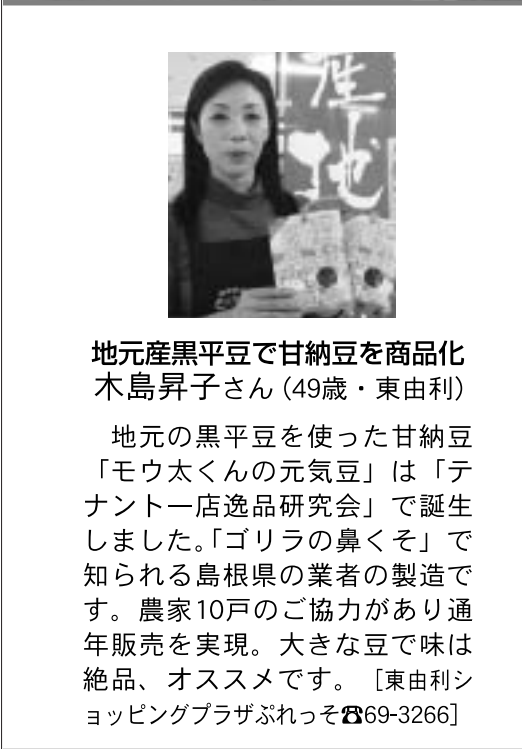 産
地
地元産黒平豆で甘納豆を商品化
木島昇子さん（49歳・東由利）
　地元の黒平豆を使った甘納豆
「モウ太くんの元気豆」は「テ
ナント一店逸品研究会」で誕生
しました。「ゴリラの鼻くそ」で
知られる島根県の業者の製造で
す。農家10戸のご協力があり通
年販売を実現。大きな豆で味は
絶品、オススメです。［東由利シ
ョッピングプラザぷれっそ☎69-3266］